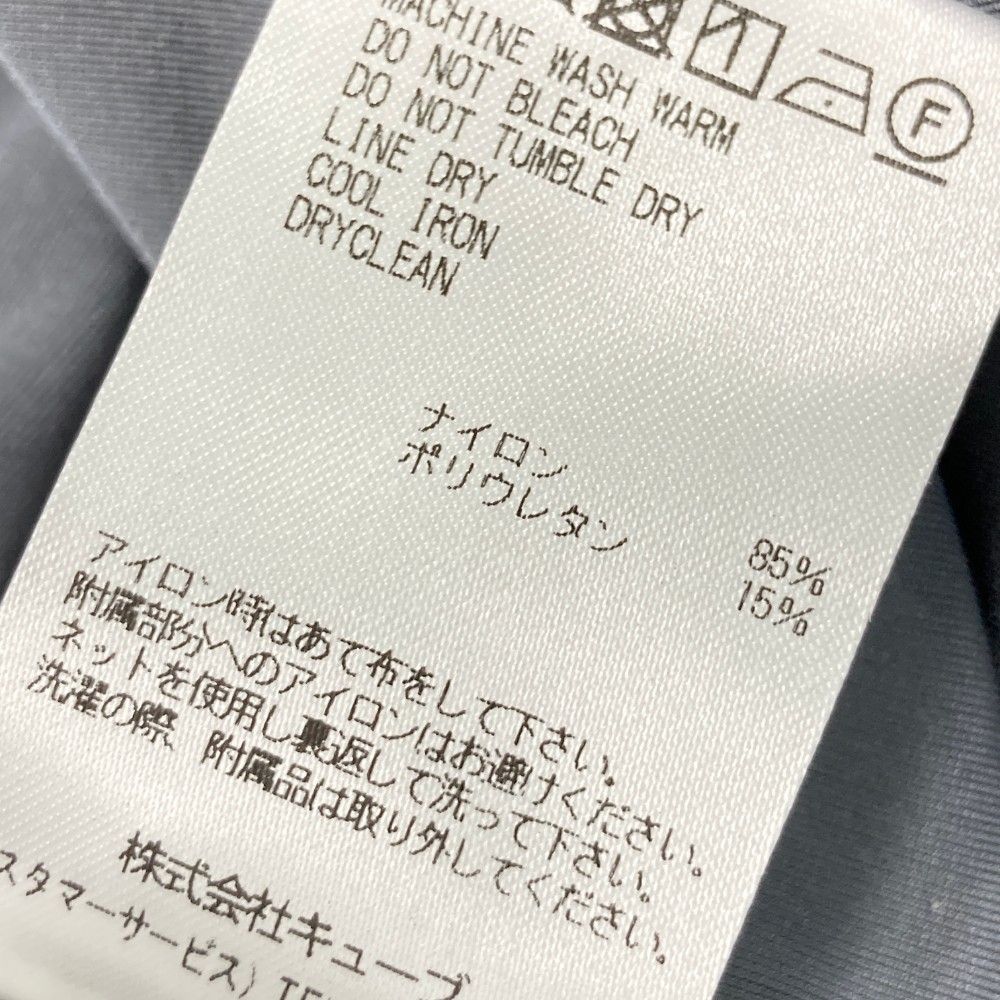 F
MACHINE WASH WARM
DO NOT BLEACH
DO NOT TUMBLE DRY
LINE DRY
COOL IRON
DRYCLEAN
ナイロン 85%
ポリウレタン 15%
アイロン時はあて布をして下さい。
附属部分へのアイロンはお避けください。
ネットを使用し裏返して洗って下さい。
洗濯の際、附属品は取り外してください。
株式会社キューブ
スタマーサービス)